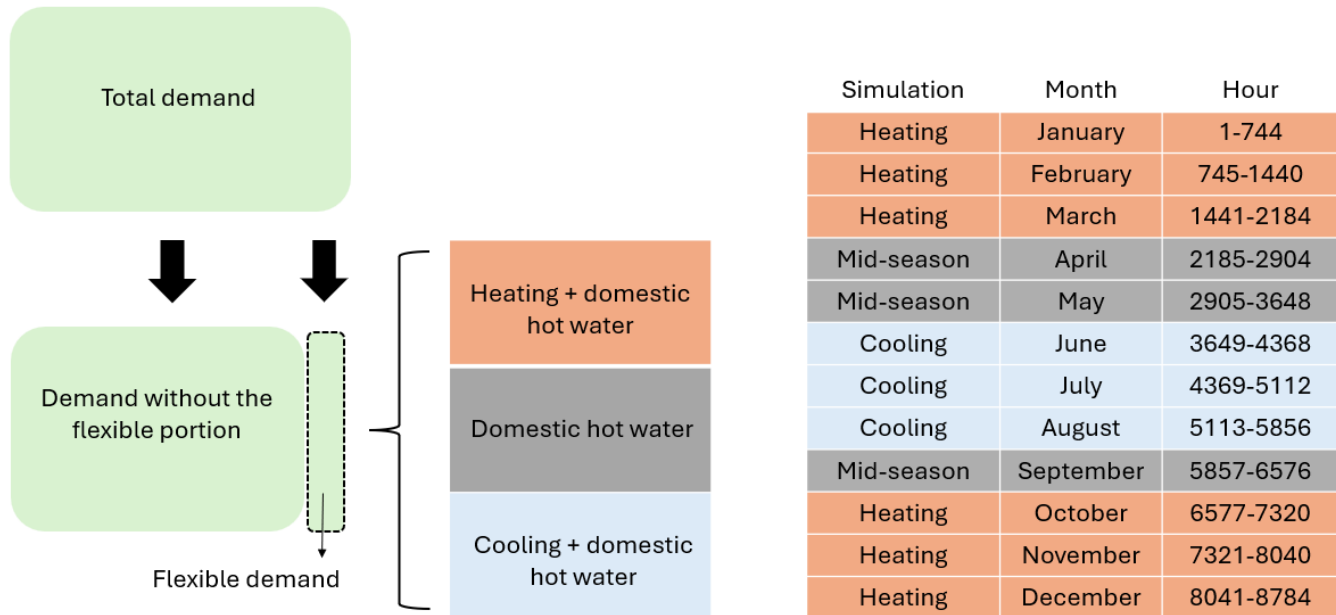 Total demand
Demand without the
flexible portion
Flexible demand
Heating + domestic
hot water
Domestic hot water
Cooling + domestic
hot water
Simulation Month Hour
Heating January 1-744
Heating February 745-1440
Heating March 1441-2184
Mid-season April 2185-2904
Mid-season May 2905-3648
Cooling June 3649-4368
Cooling July 4369-5112
Cooling August 5113-5856
Mid-season September 5857-6576
Heating October 6577-7320
Heating November 7321-8040
Heating December 8041-8784